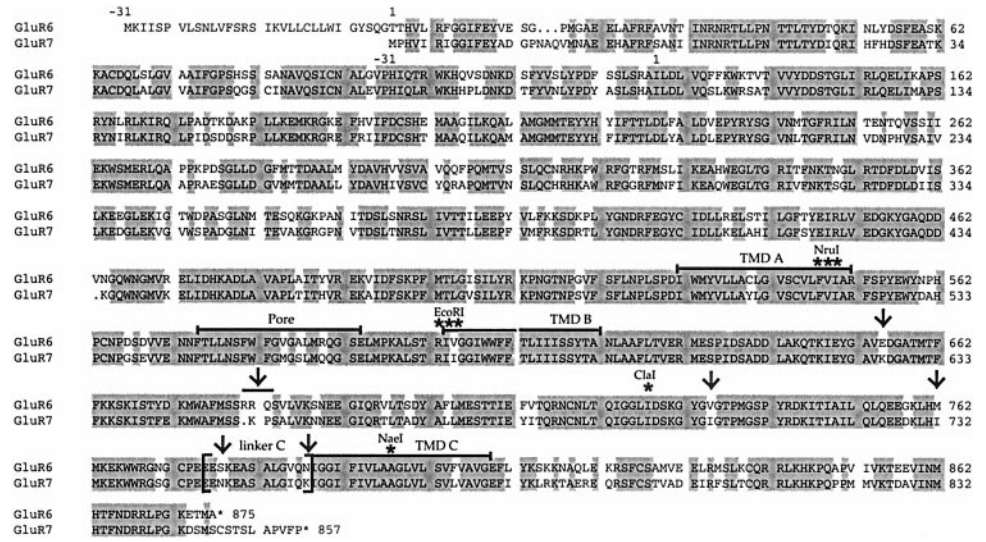 -31 1
GluR6 MKIISP VLSNLVFSRS IKVLLCLLWI GYSQGTTHVL RFGGIFEYVE SG...PMGAE ELAFRFAVNT INRNRTLLPN TTLTYDTQKI NLYDSFEASK 62
GluR7 MPHVI RIGGIFEYAD GPNAQVMNAE EHAFRFSANI INRNRTLLPN TTLTYDIQRI HFHDSFEATK 34
-31 1
GluR6 KACDQLSLGV AAIFGPSHSS SANAVQSICN ALGVPHIQTR WKHQVSDNKD SFYVSLYPDF SSLSRAILDL VQFFKWKTVT VVYDDSTGLI RLQELIKAPS 162
GluR7 KACDQLALGV VAIFGPSQGS CINAVQSICN ALEVPHIQLR WKHHPLDNKD TFYVNLYPDY ASLSHAILDL VQSLKWRSAT VVYDDSTGLI RLQELIMAPS 134
GluR6 RYNLRLKIRQ LPADTKDAKP LLKEMKRGKE FHVIFDCSHE MAAGILKQAL AMGMMTEYYH YIFTTLDLFA LDVEPYRYSG VNMTGFRILN TENTQVSSII 262
GluR7 RYNIRLKIRQ LPIDSDDSRP LLKEMKRGRE FRIIFDCSHT MAAQILKQAM AMGMMTEYYH FIFTTLDLYA LDLEPYRYSG VNLTGFRILN VDNPHVSAIV 234
GluR6 EKWSMERLQA PPKPDSGLLD GFMTTDAALM YDAVHVVSVA VQQFPQMTVS SLQCNRHKPW RFGTRFMSLI KEAHWEGLTG RITFNKTNGL RTDFDLDVIS 362
GluR7 EKWSMERLQA APRAESGLLD GVMMTDAALL YDAVHIVSVC YQRAPQMTVN SLQCHRHKAW RFGGRFMNFI KEAQWEGLTG RIVFNKTSGL RTDFDLDIIS 334
GluR6 LKEEGLEKIG TWDPASGLNM TESQKGKPAN ITDSLSNRSL IVTTILEEPY VLFKKSDKPL YGNDRFEGYC IDLLRELSTI LGFTYEIRLV EDGKYGAQDD 462
GluR7 LKEDGLEKVG VWSPADGLNI TEVAKGRGPN VTDSLTNRSL IVTTLLEEPF VMFRKSDRTL YGNDRFEGYC IDLLKELAHI LGFSYEIRLV EDGKYGAQDD 434
TMD A NruI ***
GluR6 VNGQWNGMVR ELIDHKADLA VAPLAITYVR EKVIDFSKPF MTLGISILYR KPNGTNPGVF SFLNPLSPDI WMYVLLACLG VSCVLFVIAR FSPYEWYNPH 562
GluR7 .KGQWNGMVK ELIDHKADLA VAPLTITHVR EKAIDFSKPF MTLGVSILYR KPNGTNPSVF SFLNPLSPDI WMYVLLAYLG VSCVLFVIAR FSPYEWYDAH 533
Pore EcoRI *** TMD B
GluR6 PCNPDSDVVE NNFTLLNSFW FGVGALMRQG SELMPKALST RIVGGIWWFF TLIIISSYTA NLAAFLTVER MESPIDSADD LAKQTKIEYG AVEDGATMTF 662
GluR7 PCNPGSEVVE NNFTLLNSFW FGMGSLMQQG SELMPKALST RIIGGIWWFF TLIIISSYTA NLAAFLTVER MESPIDSADD LAKQTKIEYG AVKDGATMTF 633
ClaI *
GluR6 FKKSKISTYD KMWAFMSSRR QSVLVKSNEE GIQRVLTSDY AFLMESTTIE FVTQRNCNLT QIGGLIDSKG YGVGTPMGSP YRDKITIAIL QLQEEGKLHM 762
GluR7 FKKSKISTFE KMWAFMSS.K PSALVKNNEE GIQRTLTADY ALLMESTTIE YITQRNCNLT QIGGLIDSKG YGIGTPMGSP YRDKITIAIL QLQEEDKLHI 732
linker C NaeI * TMD C
GluR6 MKEKWWRGNG CPEEESKEAS ALGVQNIGGI FIVLAAGLVL SVFVAVGEFL YKSKKNAQLE KRSFCSAMVE ELRMSLKCQR RLKHKPQAPV IVKTEEVINM 862
GluR7 MKEKWWRGSG CPEEENKEAS ALGIQKIGGI FIVLAAGLVL SVLVAVGEFI YKLRKTAERE QRSFCSTVAD EIRFSLTCQR RLKHKPQPPM MVKTDAVINM 832
GluR6 HTFNDRRLPG KETMA* 875
GluR7 HTFNDRRLPG KDSMSCSTSL APVFP* 857